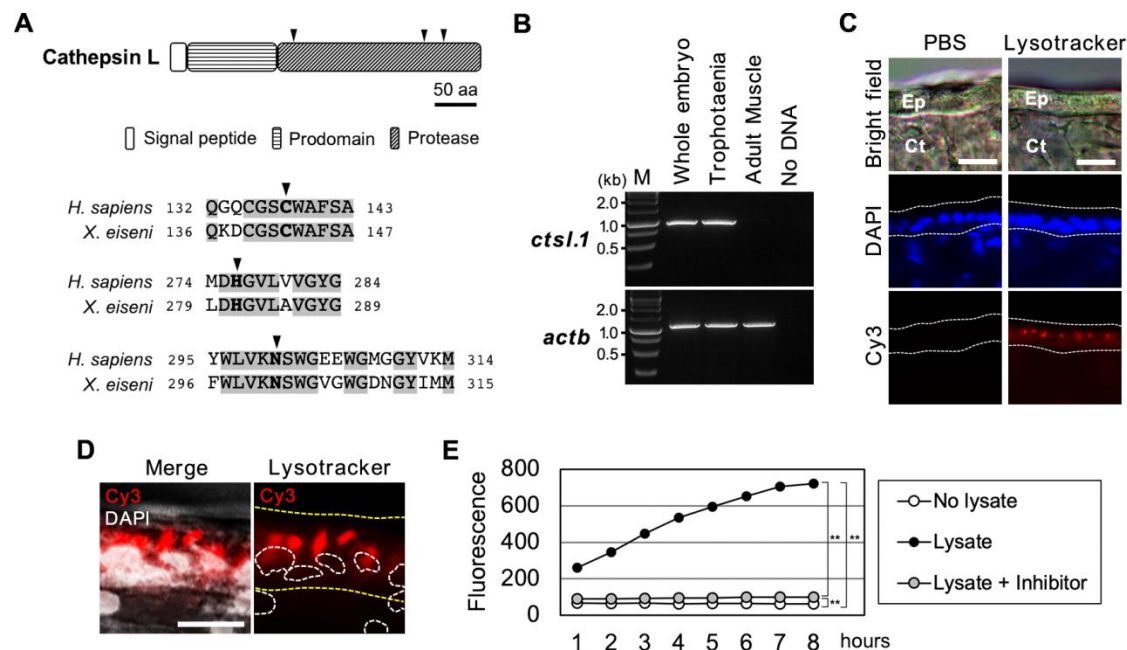 A
Cathepsin L
50 aa
Signal peptide Prodomain Protease
H. sapiens 132 QGQCGSCWAFSA 143
X. eiseni 136 QKDCGSCWAFSA 147
H. sapiens 274 MDHGVLVVGYG 284
X. eiseni 279 LDHGVLAVGYG 289
H. sapiens 295 YWLVKNSWGEEWGMGGYVKM 314
X. eiseni 296 FWLVKNSWGVGWGDNGYIMM 315
B
(kb) M Whole embryo Trophotaenia Adult Muscle No DNA
2.0
ctsl.1 1.0
0.5
2.0
actb 1.0
0.5
C
PBS Lysotracker
Bright field Ep Ct Ep Ct
DAPI
Cy3
D
Merge Lysotracker
Cy3 Cy3
DAPI
E
Fluorescence
800
600
400
200
0
1 2 3 4 5 6 7 8 hours
** ** **
No lysate
Lysate
Lysate + Inhibitor